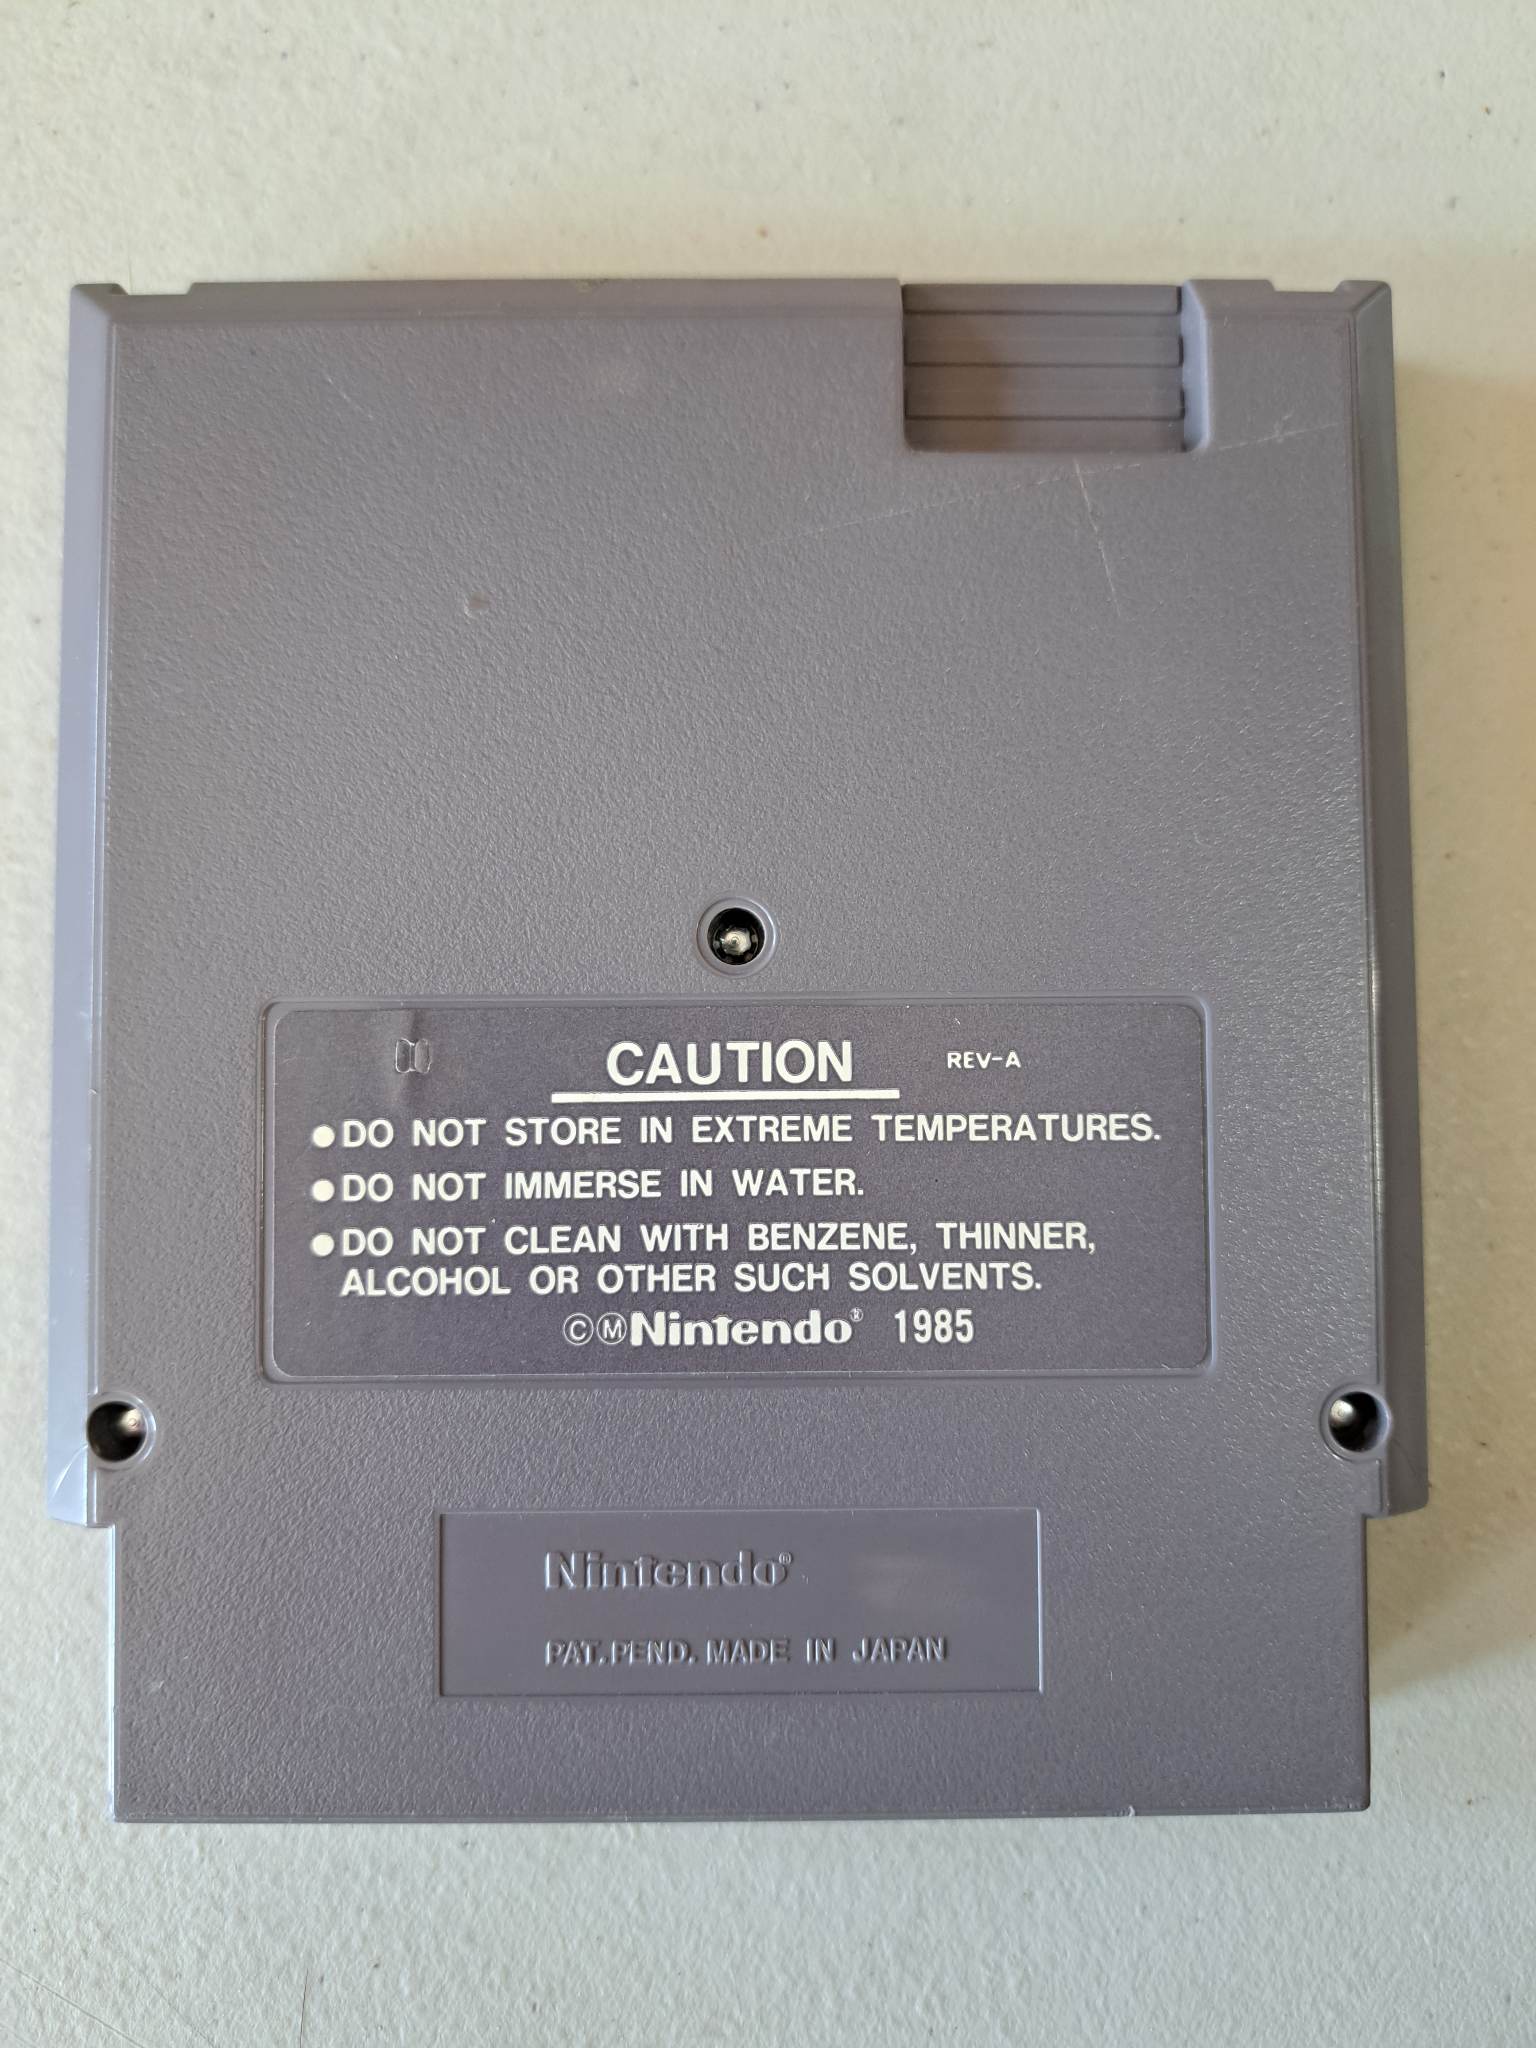 CAUTION REV-A
●DO NOT STORE IN EXTREME TEMPERATURES.
●DO NOT IMMERSE IN WATER.
●DO NOT CLEAN WITH BENZENE, THINNER,
ALCOHOL OR OTHER SUCH SOLVENTS.
ⒸⓂNintendo® 1985
Nintendo®
PAT. PEND. MADE IN JAPAN